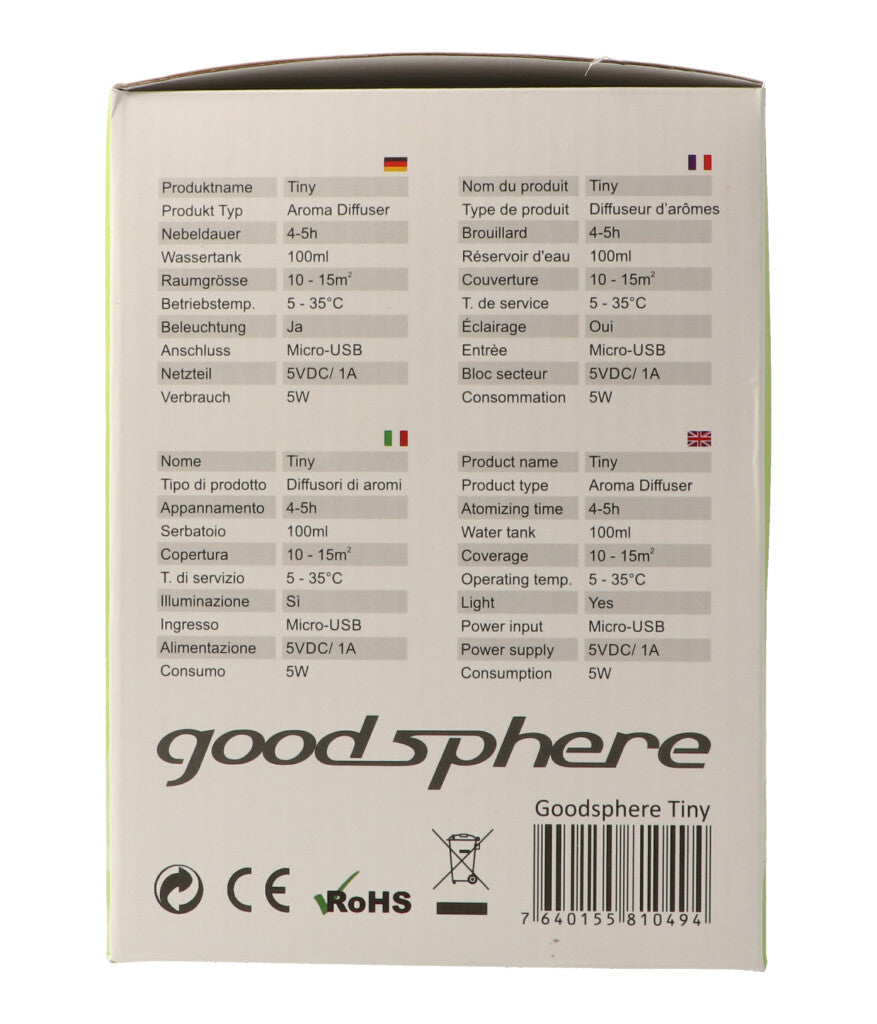 Produktname Tiny
Produkt Typ Aroma Diffuser
Nebeldauer 4-5h
Wassertank 100ml
Raumgrösse 10 - 15m²
Betriebstemp. 5 - 35°C
Beleuchtung Ja
Anschluss Micro-USB
Netzteil 5VDC/ 1A
Verbrauch 5W
Nom du produit Tiny
Type de produit Diffuseur d'arômes
Brouillard 4-5h
Réservoir d'eau 100ml
Couverture 10 - 15m²
T. de service 5 - 35°C
Éclairage Oui
Entrèe Micro-USB
Bloc secteur 5VDC/ 1A
Consommation 5W
Nome Tiny
Tipo di prodotto Diffusori di aromi
Appannamento 4-5h
Serbatoio 100ml
Copertura 10 - 15m²
T. di servizio 5 - 35°C
Illuminazione Sì
Ingresso Micro-USB
Alimentazione 5VDC/ 1A
Consumo 5W
Product name Tiny
Product type Aroma Diffuser
Atomizing time 4-5h
Water tank 100ml
Coverage 10 - 15m²
Operating temp. 5 - 35°C
Light Yes
Power input Micro-USB
Power supply 5VDC/ 1A
Consumption 5W
goodsphere
Goodsphere Tiny
CE RoHS
7 640155 810494